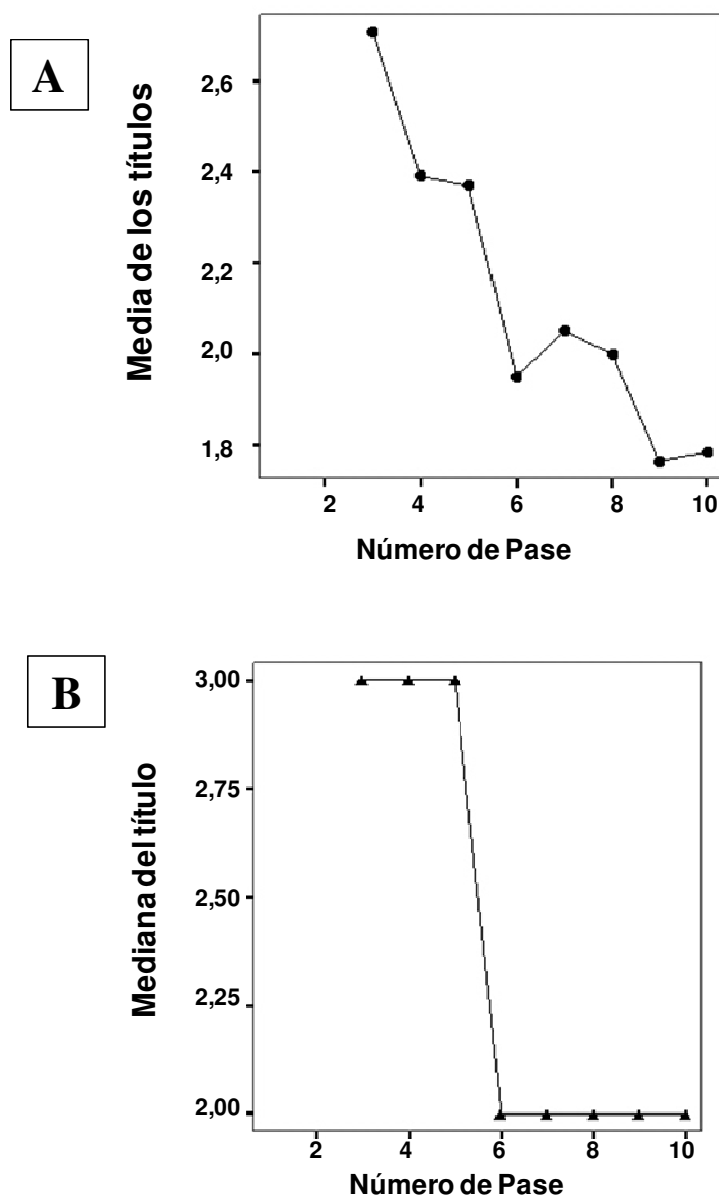 A
Media de los títulos
2,6
2,4
2,2
2,0
1,8
2 4 6 8 10
Número de Pase
B
Mediana del título
3,00
2,75
2,50
2,25
2,00
2 4 6 8 10
Número de Pase